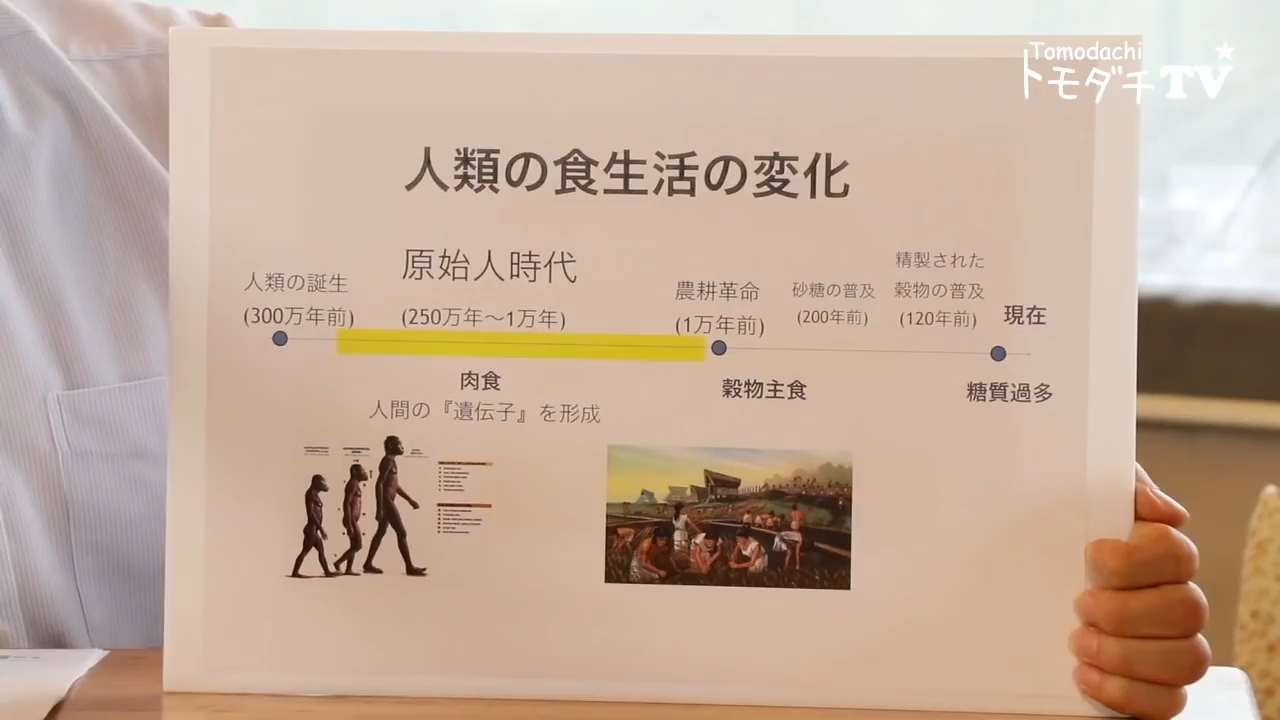 Tomodachi
トモダチTV
人類の食生活の変化
人類の誕生
(300万年前)
原始人時代
(250万年～1万年)
農耕革命
(1万年前)
砂糖の普及
(200年前)
精製された
穀物の普及
(120年前)
現在
肉食
人間の『遺伝子』を形成
穀物主食
糖質過多